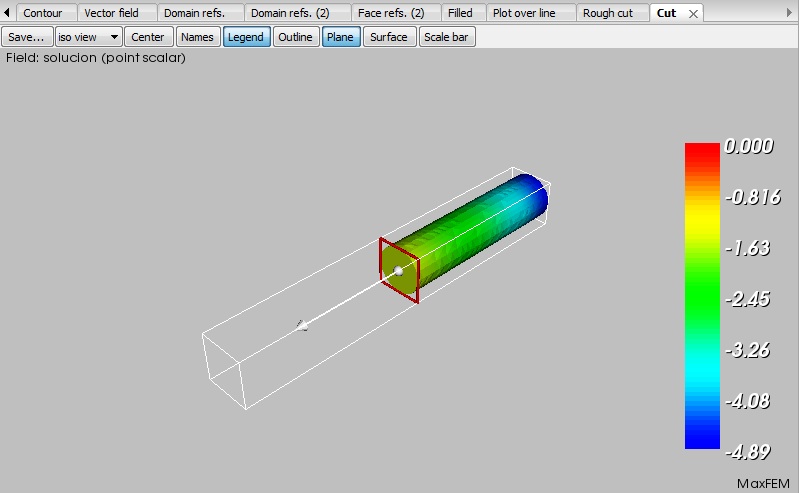 Contour Vector field Domain refs. Domain refs. (2) Face refs. (2) Filled Plot over line Rough cut Cut
Save... iso view Center Names Legend Outline Plane Surface Scale bar
Field: solucion (point scalar)
0.000
-0.816
-1.63
-2.45
-3.26
-4.08
-4.89
MaxFEM